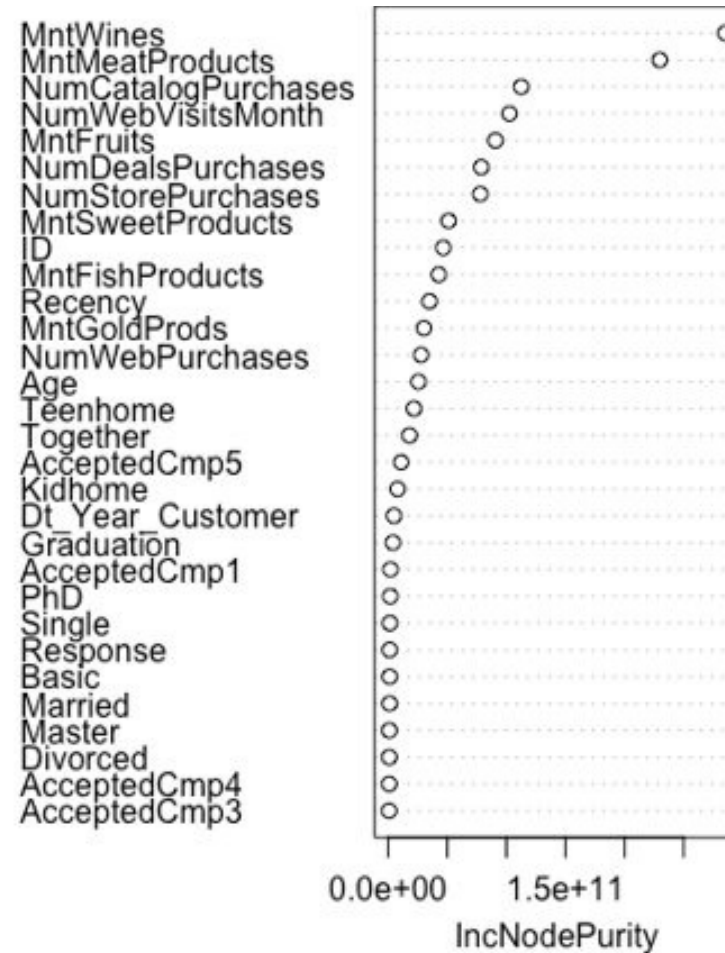 MntWines
MntMeatProducts
NumCatalogPurchases
NumWebVisitsMonth
MntFruits
NumDealsPurchases
NumStorePurchases
MntSweetProducts
ID
MntFishProducts
Recency
MntGoldProds
NumWebPurchases
Age
Teenhome
Together
AcceptedCmp5
Kidhome
Dt_Year_Customer
Graduation
AcceptedCmp1
PhD
Single
Response
Basic
Married
Master
Divorced
AcceptedCmp4
AcceptedCmp3
0.0e+00 1.5e+11
IncNodePurity